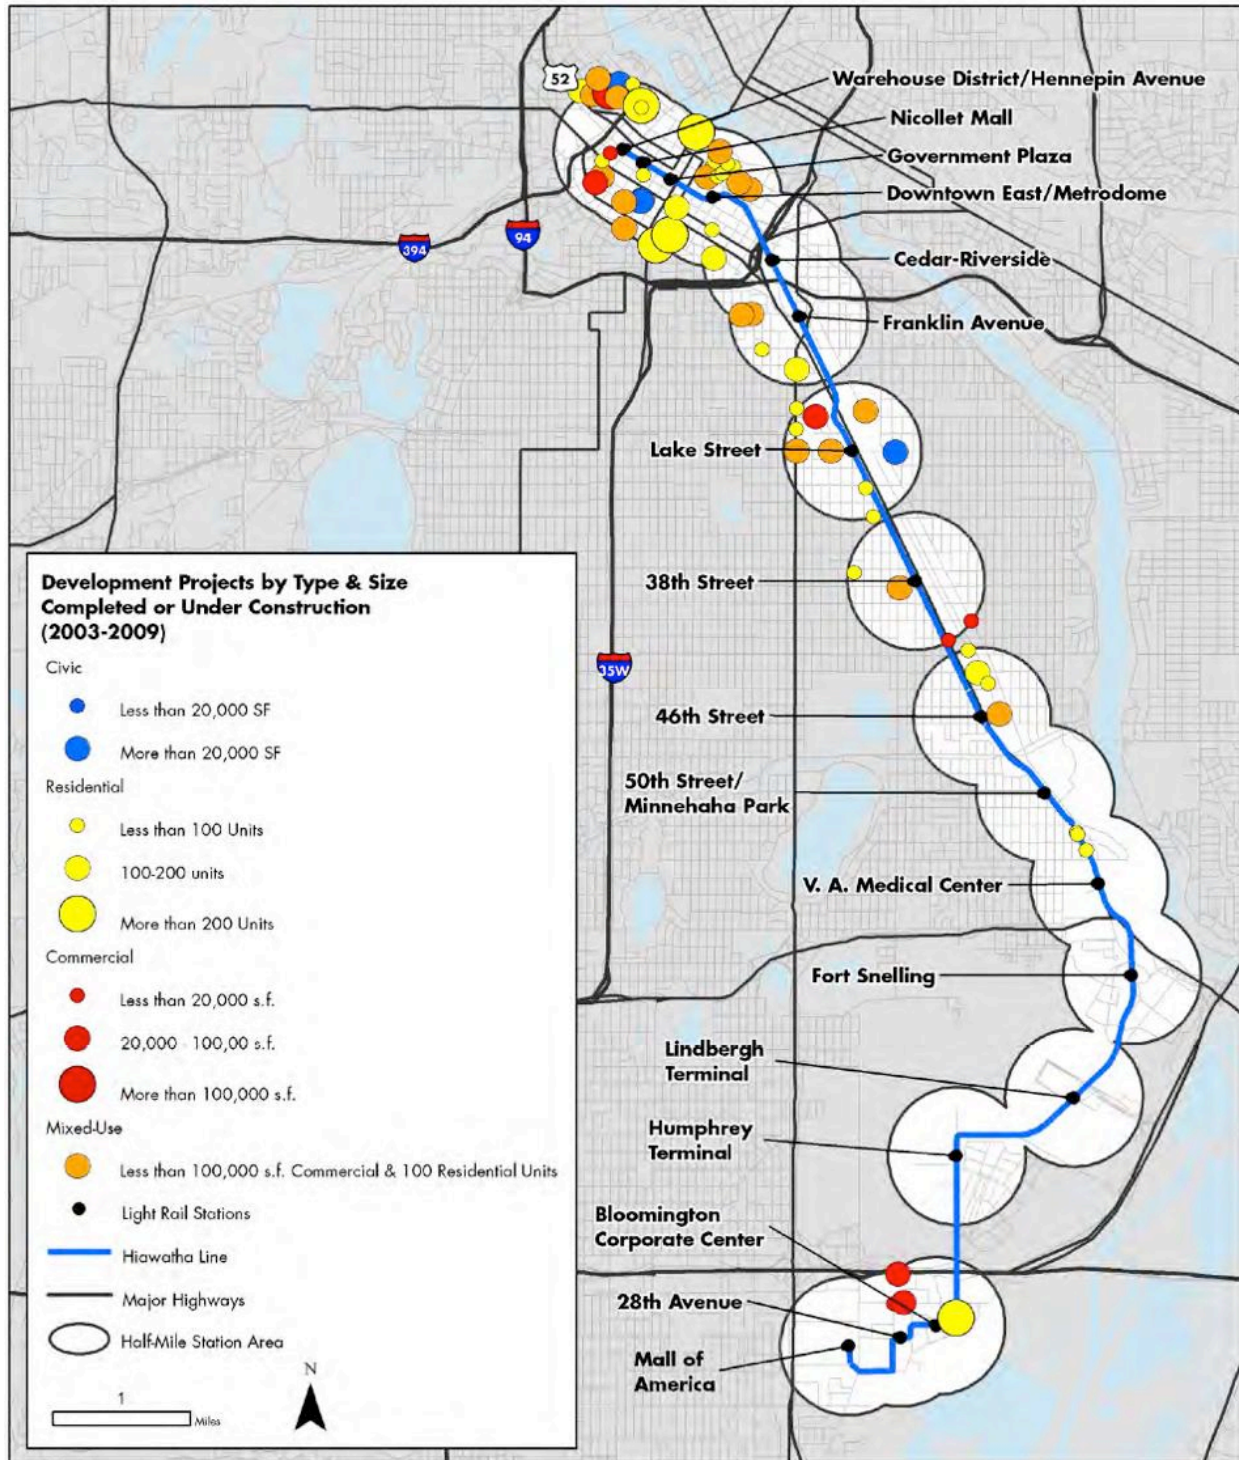 52
Warehouse District/Hennepin Avenue
Nicollet Mall
Government Plaza
Downtown East/Metrodome
394
94
Cedar-Riverside
Franklin Avenue
Lake Street
38th Street
35W
46th Street
50th Street/
Minnehaha Park
V. A. Medical Center
Fort Snelling
Lindbergh
Terminal
Humphrey
Terminal
Bloomington
Corporate Center
28th Avenue
Mall of
America
Development Projects by Type & Size
Completed or Under Construction
(2003-2009)
Civic
Less than 20,000 SF
More than 20,000 SF
Residential
Less than 100 Units
100-200 units
More than 200 Units
Commercial
Less than 20,000 s.f.
20,000 - 100,00 s.f.
More than 100,000 s.f.
Mixed-Use
Less than 100,000 s.f. Commercial & 100 Residential Units
Light Rail Stations
Hiawatha Line
Major Highways
Half-Mile Station Area
N
1
Miles